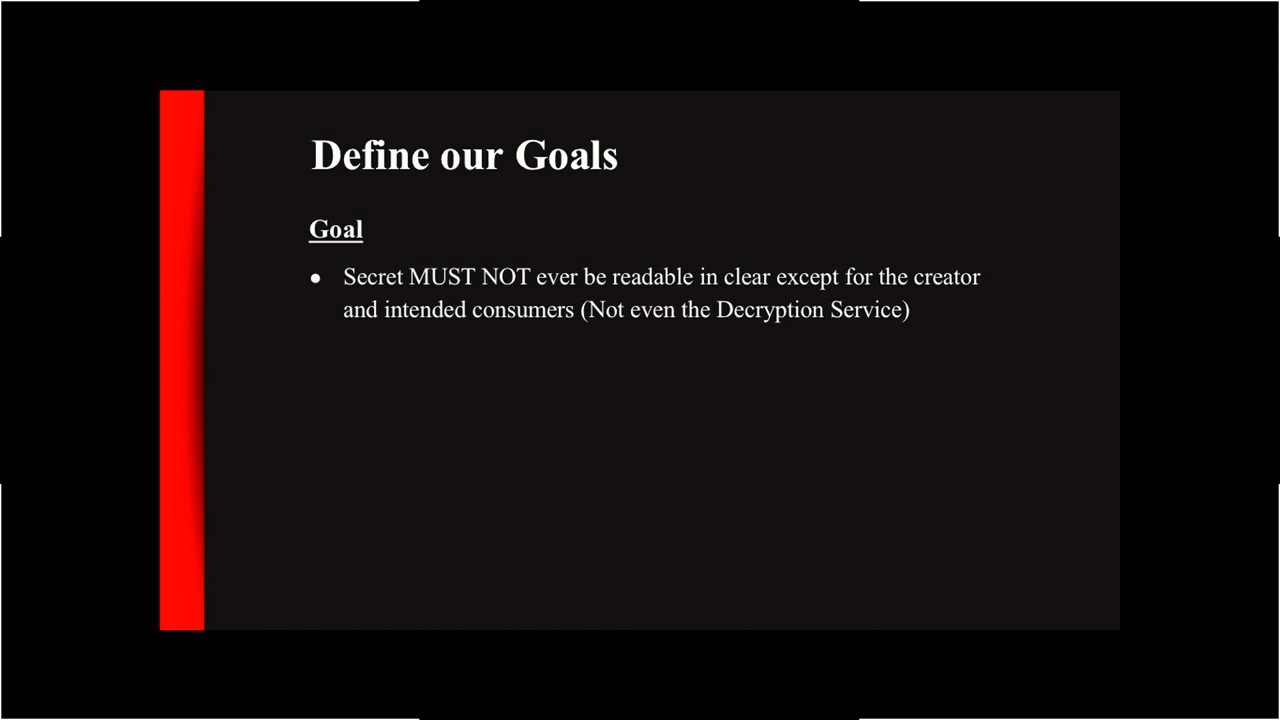 Define our Goals
Goal
● Secret MUST NOT ever be readable in clear except for the creator
and intended consumers (Not even the Decryption Service)